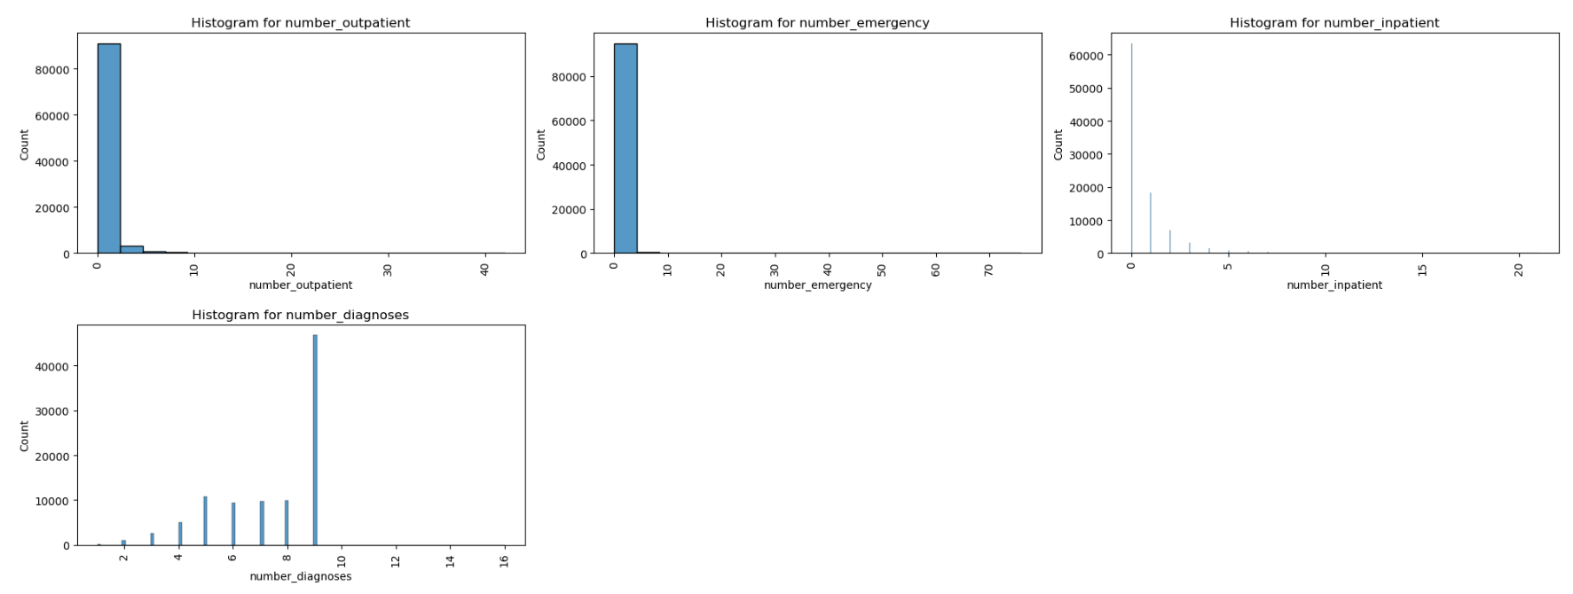 Histogram for number_outpatient
Count
80000
60000
40000
20000
0
0 10 20 30 40
number_outpatient
Histogram for number_emergency
Count
80000
60000
40000
20000
0
0 10 20 30 40 50 60 70
number_emergency
Histogram for number_inpatient
Count
60000
50000
40000
30000
20000
10000
0
0 5 10 15 20
number_inpatient
Histogram for number_diagnoses
Count
40000
30000
20000
10000
0
2 4 6 8 10 12 14 16
number_diagnoses